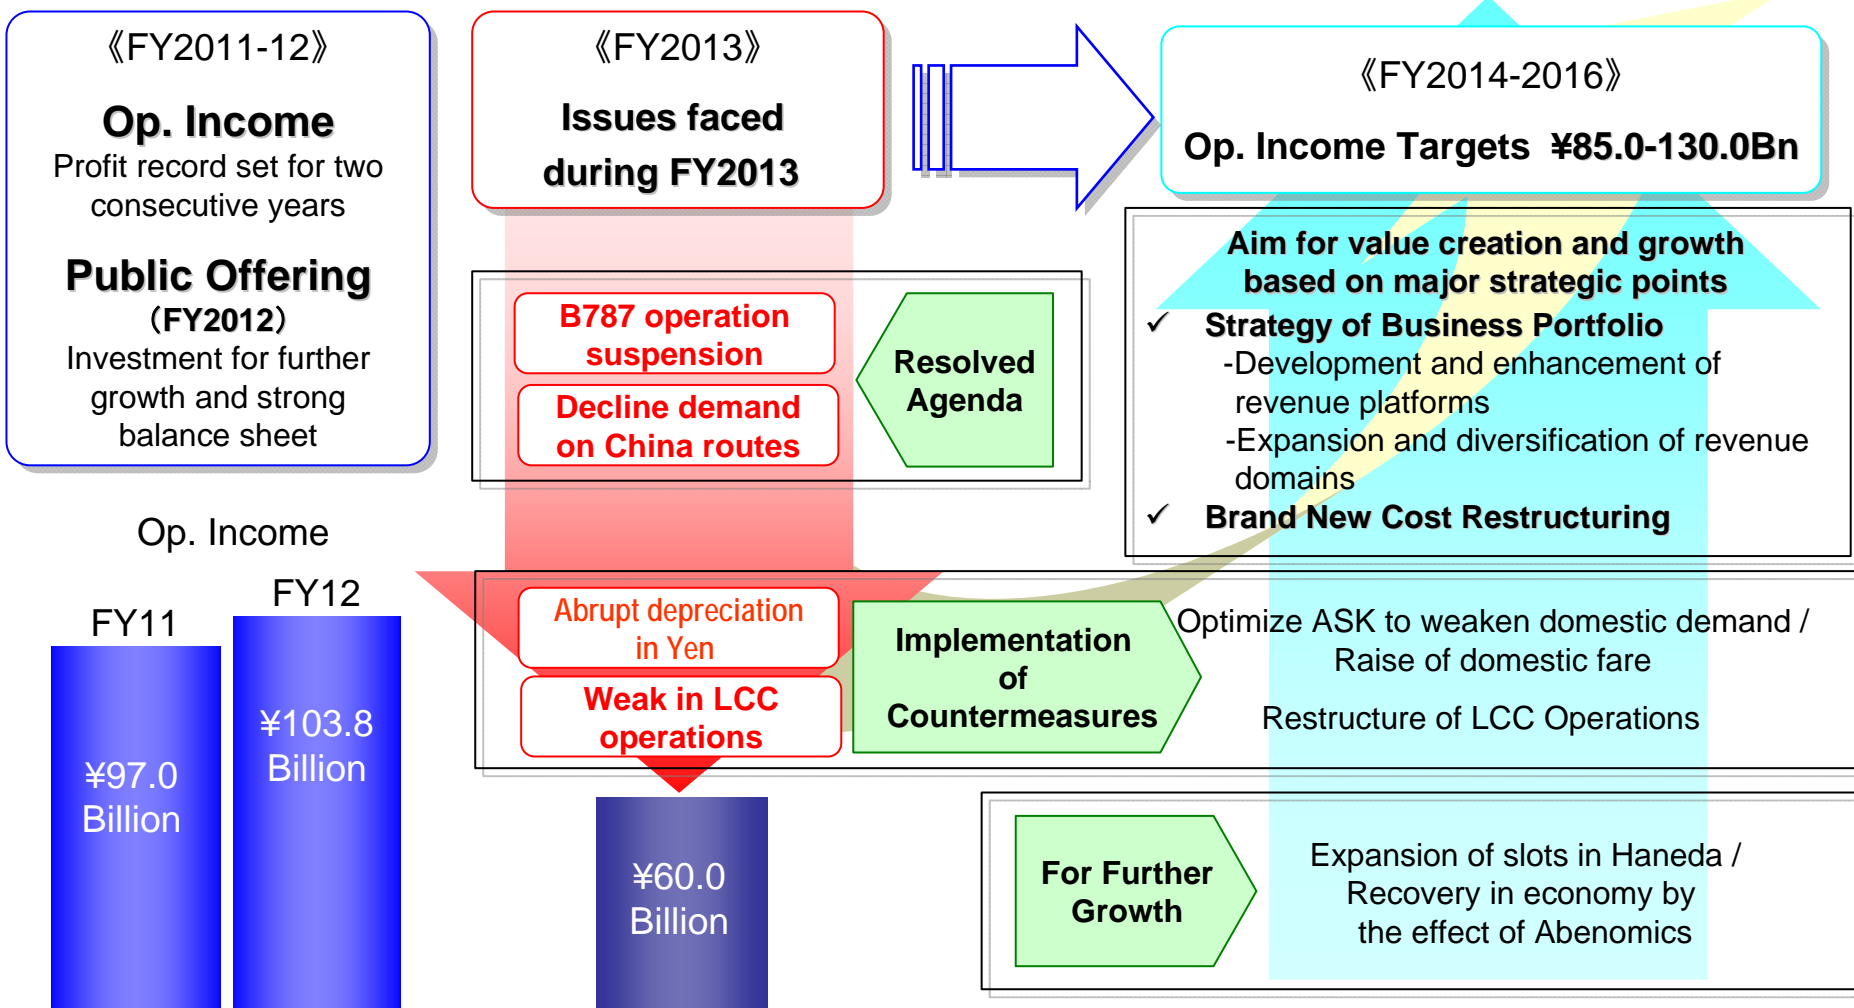 《FY2011-12》
Op. Income
Profit record set for two
consecutive years
Public Offering
（FY2012）
Investment for further
growth and strong
balance sheet
Op. Income
FY11
¥97.0
Billion
FY12
¥103.8
Billion
《FY2013》
Issues faced
during FY2013
B787 operation
suspension
Decline demand
on China routes
Resolved
Agenda
Abrupt depreciation
in Yen
Weak in LCC
operations
¥60.0
Billion
《FY2014-2016》
Op. Income Targets ¥85.0-130.0Bn
Aim for value creation and growth
based on major strategic points
✓ Strategy of Business Portfolio
-Development and enhancement of
revenue platforms
-Expansion and diversification of revenue
domains
✓ Brand New Cost Restructuring
Implementation
of
Countermeasures
Optimize ASK to weaken domestic demand /
Raise of domestic fare
Restructure of LCC Operations
For Further
Growth
Expansion of slots in Haneda /
Recovery in economy by
the effect of Abenomics